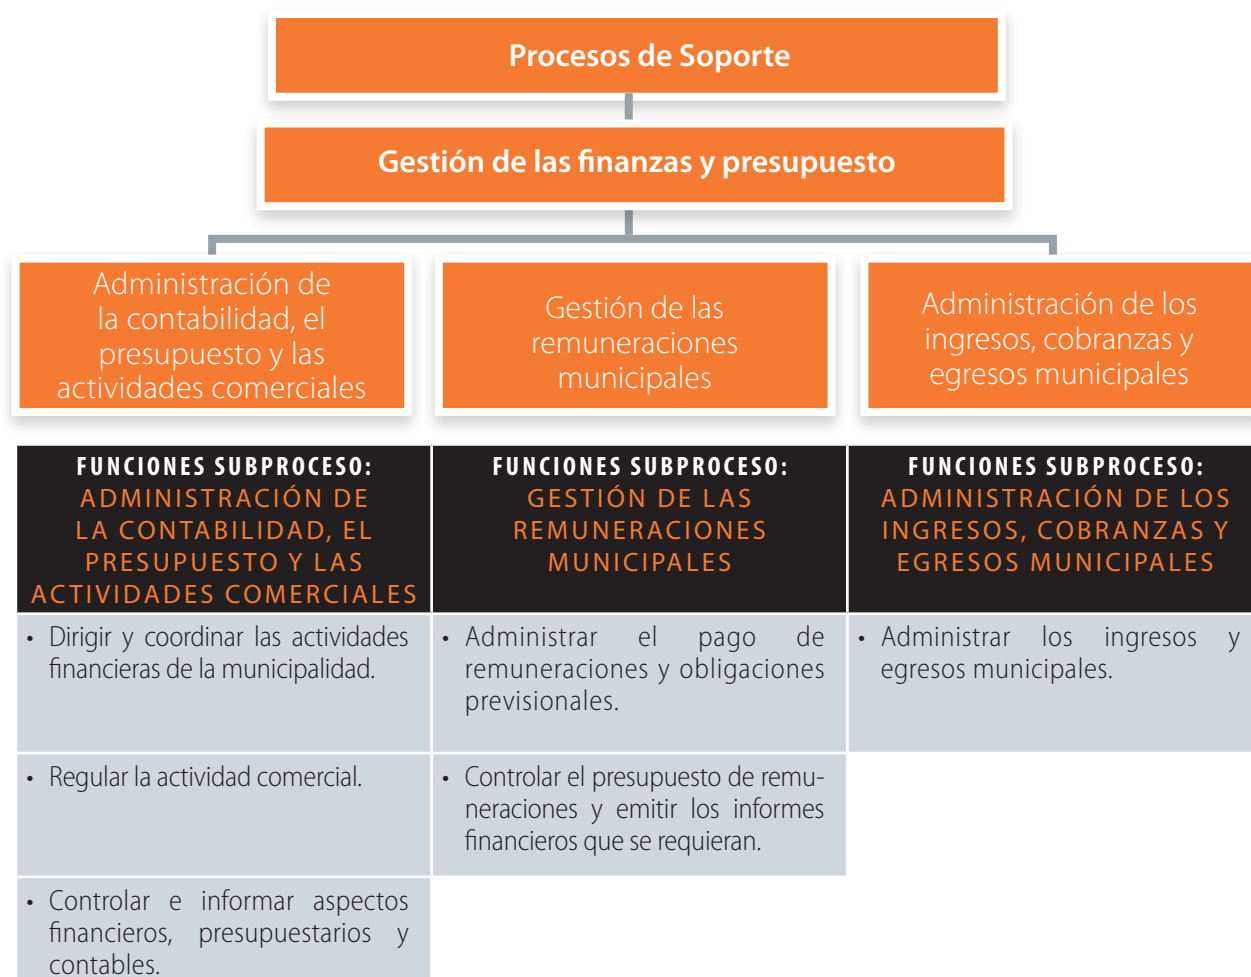 Procesos de Soporte
Gestión de las finanzas y presupuesto
Administración de
la contabilidad, el
presupuesto y las
actividades comerciales
Gestión de las
remuneraciones
municipales
Administración de los
ingresos, cobranzas y
egresos municipales
FUNCIONES SUBPROCESO:
ADMINISTRACIÓN DE
LA CONTABILIDAD, EL
PRESUPUESTO Y LAS
ACTIVIDADES COMERCIALES
FUNCIONES SUBPROCESO:
GESTIÓN DE LAS
REMUNERACIONES
MUNICIPALES
FUNCIONES SUBPROCESO:
ADMINISTRACIÓN DE LOS
INGRESOS, COBRANZAS Y
EGRESOS MUNICIPALES
• Dirigir y coordinar las actividades
financieras de la municipalidad.
• Administrar el pago de
remuneraciones y obligaciones
previsionales.
• Administrar los ingresos y
egresos municipales.
• Regular la actividad comercial.
• Controlar el presupuesto de remu-
neraciones y emitir los informes
financieros que se requieran.
• Controlar e informar aspectos
financieros, presupuestarios y
contables.